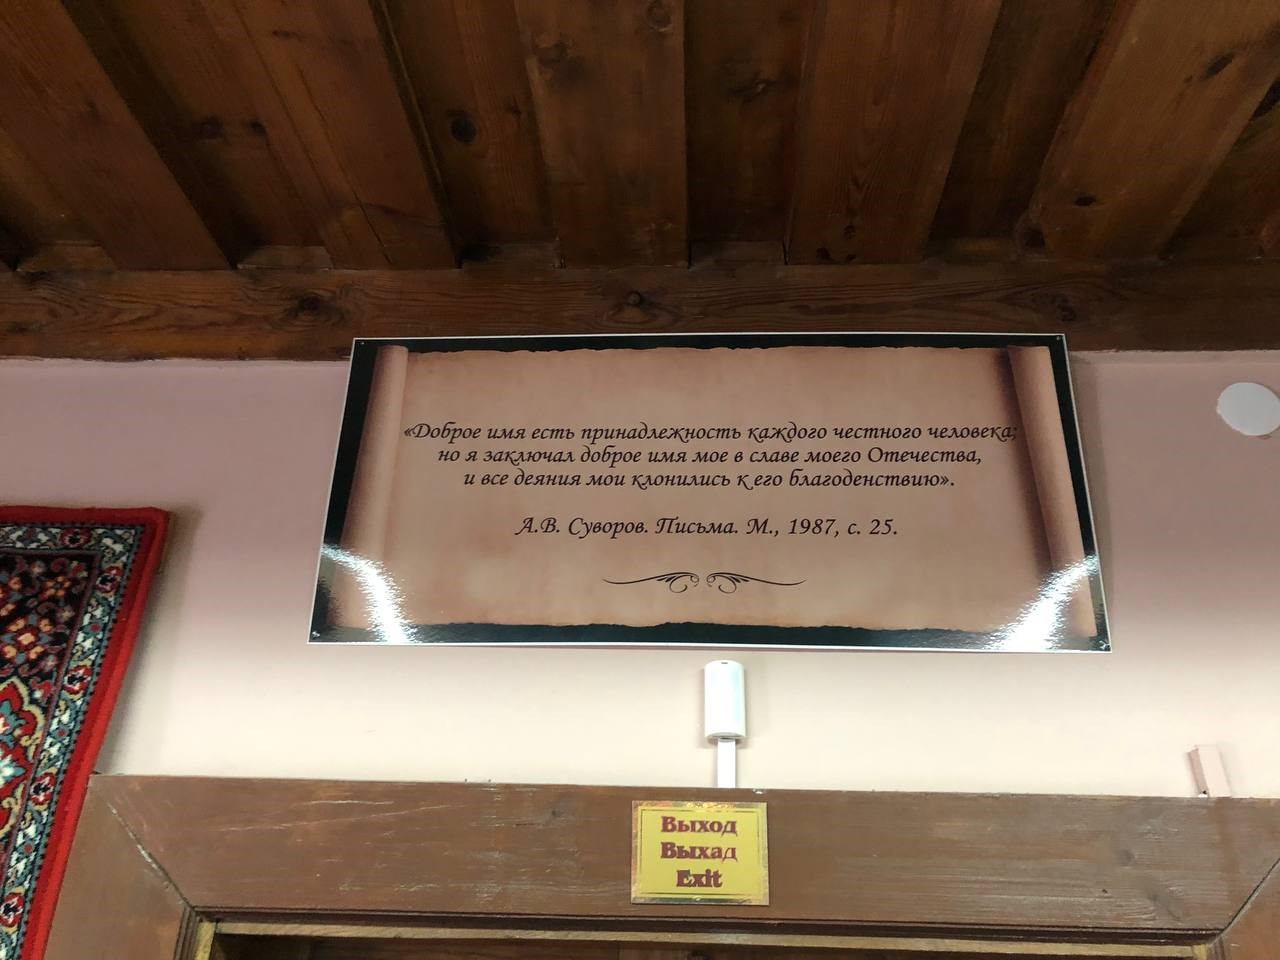 «Доброе имя есть принадлежность каждого честного человека;
но я заключал доброе имя мое в славе моего Отечества,
и все деяния мои клонились к его благоденствию».
А.В. Суворов. Письма. М., 1987, с. 25.
Выход
Выхад
Exit